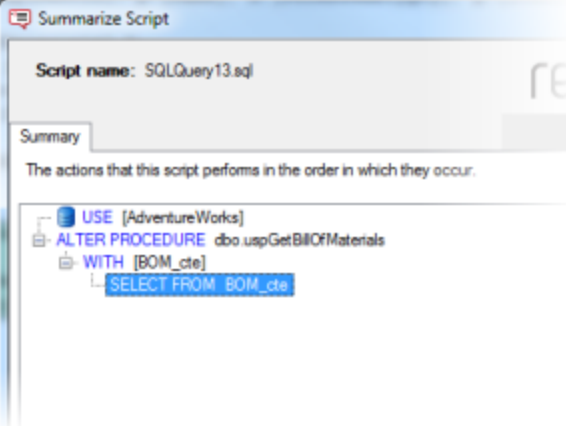 Summarize Script
Script name: SQLQuery13.sql
re
Summary
The actions that this script performs in the order in which they occur.
USE [AdventureWorks]
ALTER PROCEDURE dbo.uspGetBillOfMaterials
WITH [BOM_cte]
SELECT FROM BOM_cte